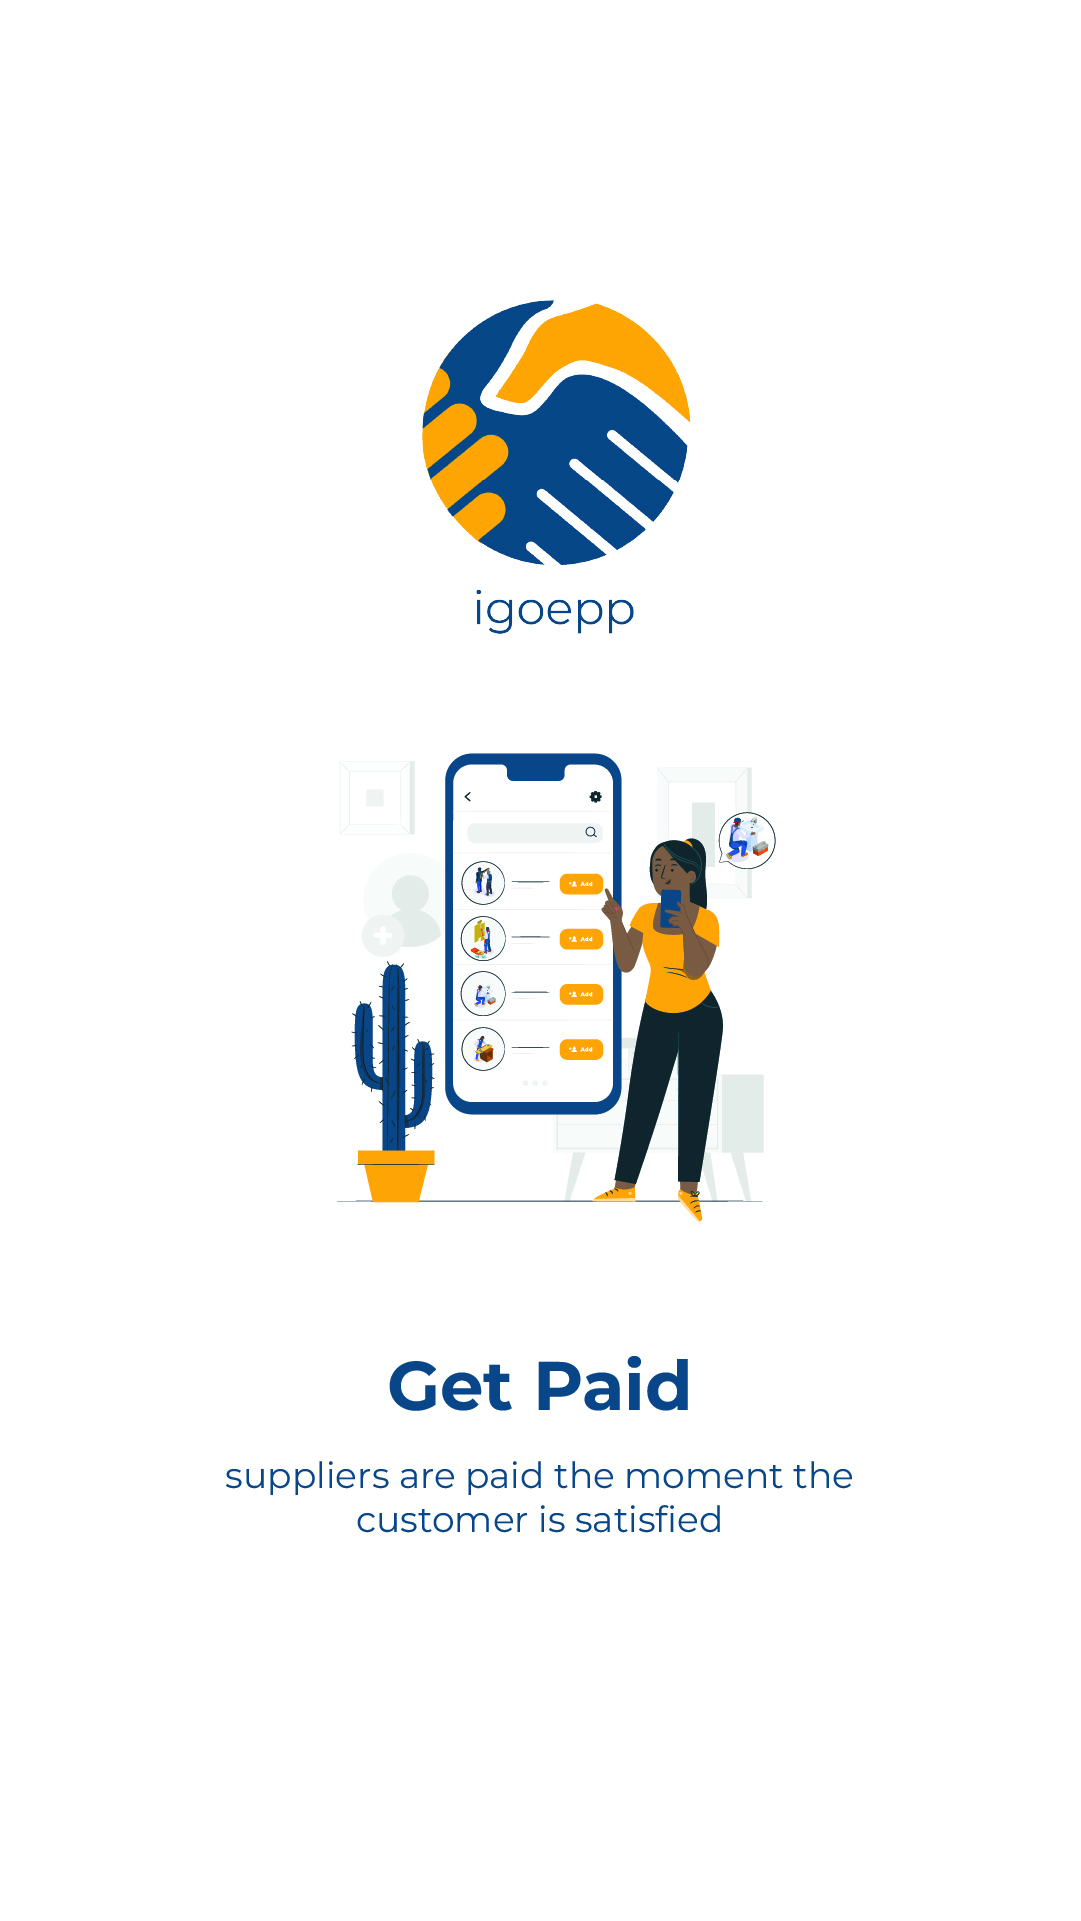 igoepp
Add
Add
Add
Add
Get Paid
suppliers are paid the moment the
customer is satisfied